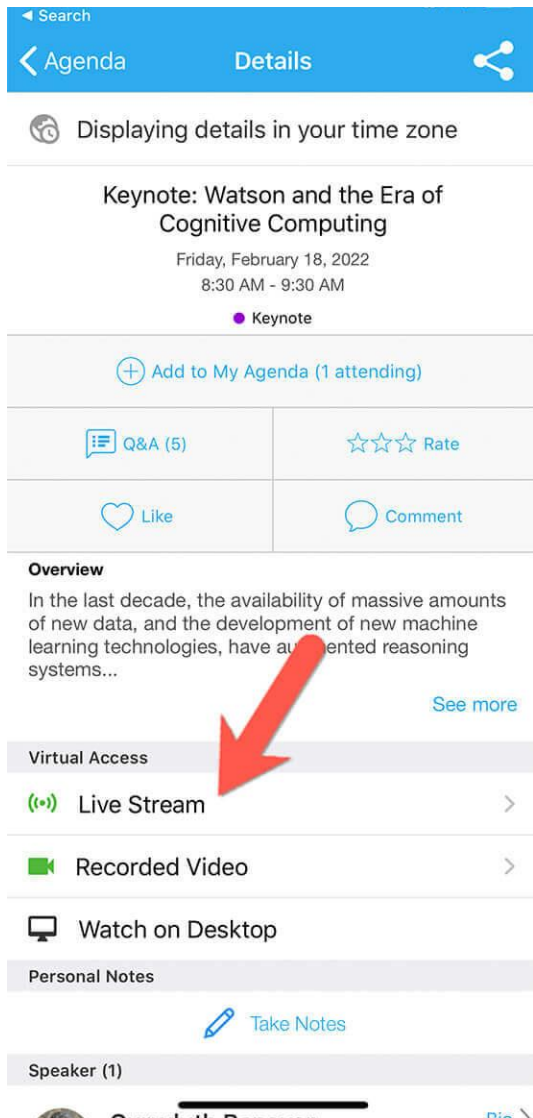 Search
Agenda
Details
Displaying details in your time zone
Keynote: Watson and the Era of
Cognitive Computing
Friday, February 18, 2022
8:30 AM - 9:30 AM
Keynote
Add to My Agenda (1 attending)
Q&A (5)
Rate
Like
Comment
Overview
In the last decade, the availability of massive amounts
of new data, and the development of new machine
learning technologies, have augmented reasoning
systems...
See more
Virtual Access
Live Stream
Recorded Video
Watch on Desktop
Personal Notes
Take Notes
Speaker (1)
Bio